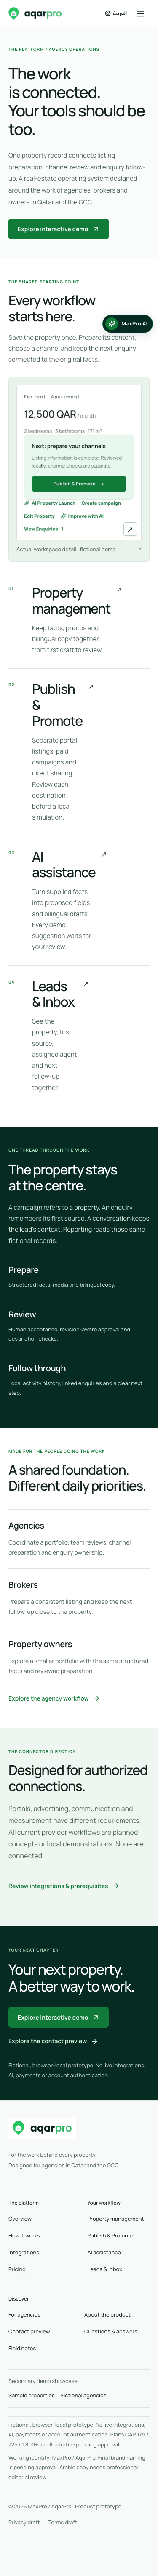 aqarpro
العربية
THE PLATFORM / AGENCY OPERATIONS
The work
is connected.
Your tools should be
too.
One property record connects listing
preparation, channel review and enquiry follow-
up. A real-estate operating system designed
around the work of agencies, brokers and
owners in Qatar and the GCC.
Explore interactive demo
THE SHARED STARTING POINT
Everyday workflow
starts here.
MaxPro AI
Save the property once. Prepare its content,
choose a channel and keep the next enquiry
connected to the original facts.
For rent · Apartment
12,500 QAR / month
2 bedrooms · 3 bathrooms · 171 m²
Next: prepare your channels
Listing information is complete. Reviewed
locally; channel checks are separate.
Publish & Promote
AI Property Launch Create campaign
Edit Property Improve with AI
View Enquiries · 1
Actual workspace detail · fictional demo
01
Property
management
Keep facts, photos and
bilingual copy together,
from first draft to review.
02
Publish
&
Promote
Separate portal
listings, paid
campaigns and
direct sharing.
Review each
destination
before a local
simulation.
03
AI
assistance
Turn supplied facts
into proposed fields
and bilingual drafts.
Every demo
suggestion waits for
your review.
04
Leads
& Inbox
See the
property, first
source,
assigned agent
and next
follow-up
together.
ONE THREAD THROUGH THE WORK
The property stays
at the centre.
A campaign refers to a property. An enquiry
remembers its first source. A conversation keeps
the lead's context. Reporting reads those same
fictional records.
Prepare
Structured facts, media and bilingual copy.
Review
Human acceptance, revision-aware approval and
destination checks.
Follow through
Local activity history, linked enquiries and a clear next
step.
MADE FOR THE PEOPLE DOING THE WORK
A shared foundation.
Different daily priorities.
Agencies
Coordinate a portfolio, team reviews, channel
preparation and enquiry ownership.
Brokers
Prepare a consistent listing and keep the next
follow-up close to the property.
Property owners
Explore a smaller portfolio with the same structured
facts and reviewed preparation.
Explore the agency workflow
THE CONNECTOR DIRECTION
Designed for authorized
connections.
Portals, advertising, communication and
measurement have different requirements.
All current provider workflows are proposed
concepts or local demonstrations. None are
connected.
Review integrations & prerequisites
YOUR NEXT CHAPTER
Your next property.
A better way to work.
Explore interactive demo
Explore the contact preview
Fictional, browser-local prototype. No live integrations,
AI, payments or account authentication.
aqarpro
For the work behind every property.
Designed for agencies in Qatar and the GCC.
The platform
Overview
How it works
Integrations
Pricing
Your workflow
Property management
Publish & Promote
AI assistance
Leads & Inbox
Discover
For agencies
About the product
Contact preview
Questions & answers
Field notes
Secondary demo showcase
Sample properties Fictional agencies
Fictional, browser-local prototype. No live integrations,
AI, payments or account authentication. Plans QAR 179 /
725 / 1,800+ are illustrative pending approval.
Working identity: MaxPro / AqarPro. Final brand naming
is pending approval. Arabic copy needs professional
editorial review.
© 2026 MaxPro / AqarPro · Product prototype
Privacy draft Terms draft